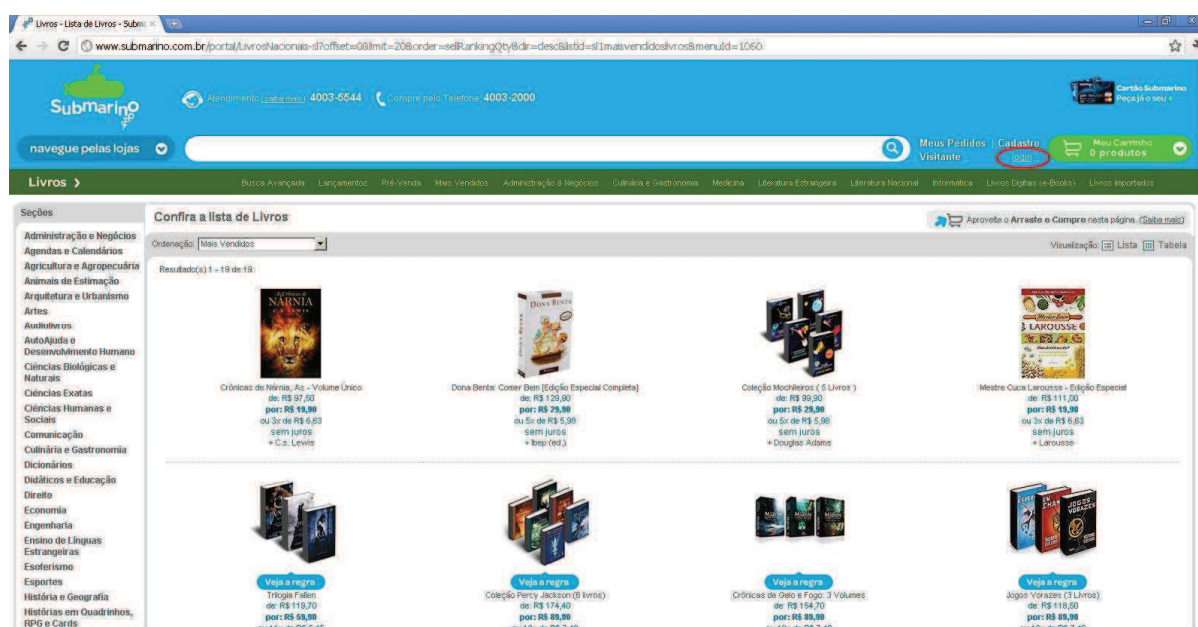 Livros - Lista de Livros - Subm
www.submarino.com.br/portal/LivrosNacionais-sl?offset=0&limit=20&order=sellRankingQty&dir=desc&listid=sl1maisvendidoslivros&menuId=1060
Submarino
Atendimento (saiba mais) 4003-5544 Compre pelo Telefone: 4003-2000
Cartão Submarino
Peça já o seu
navegue pelas lojas
Meus Pedidos | Cadastro
Visitante login
Meu Carrinho
0 produtos
Livros
Busca Avançada Lançamentos Pré-Venda Mais Vendidos Administração & Negócios Culinária e Gastronomia Medicina Literatura Estrangeira Literatura Nacional Informática Livros Digitais (e-Books) Livros Importados
Seções
Administração e Negócios
Agendas e Calendários
Agricultura e Agropecuária
Animais de Estimação
Arquitetura e Urbanismo
Artes
Audiolivros
AutoAjuda e
Desenvolvimento Humano
Ciências Biológicas e
Naturais
Ciências Exatas
Ciências Humanas e
Sociais
Comunicação
Culinária e Gastronomia
Dicionários
Didáticos e Educação
Direito
Economia
Engenharia
Ensino de Línguas
Estrangeiras
Esoterismo
Esportes
História e Geografia
Histórias em Quadrinhos,
RPG e Cards
Confira a lista de Livros
Aproveite o Arraste e Compre nesta página. (Saiba mais)
Ordenação: Mais Vendidos
Visualização: Lista Tabela
Resultado(s) 1 - 19 de 19
NÁRNIA
Crônicas de Nárnia, As - Volume Único
de: R$ 97,50
por: R$ 19,90
ou 3x de R$ 6,63
sem juros
+ C.s. Lewis
DONA BENTA
Dona Benta: Comer Bem [Edição Especial Completa]
de: R$ 129,90
por: R$ 29,90
ou 5x de R$ 5,98
sem juros
+ Ibep (ed.)
Coleção Mochileiros ( 5 Livros )
de: R$ 99,90
por: R$ 29,90
ou 5x de R$ 5,98
sem juros
+ Douglas Adams
LAROUSSE
Mestre Cuca Larousse - Edição Especial
de: R$ 111,00
por: R$ 19,90
ou 3x de R$ 6,63
sem juros
+ Larousse
Veja a regra
Trilogia Fallen
de: R$ 119,70
por: R$ 59,90
Veja a regra
Coleção Percy Jackson (6 livros)
de: R$ 174,40
por: R$ 89,90
Veja a regra
Crônicas de Gelo e Fogo: 3 Volumes
de: R$ 154,70
por: R$ 89,90
JOGOS
VORAZES
Veja a regra
Jogos Vorazes (3 Livros)
de: R$ 118,50
por: R$ 89,90